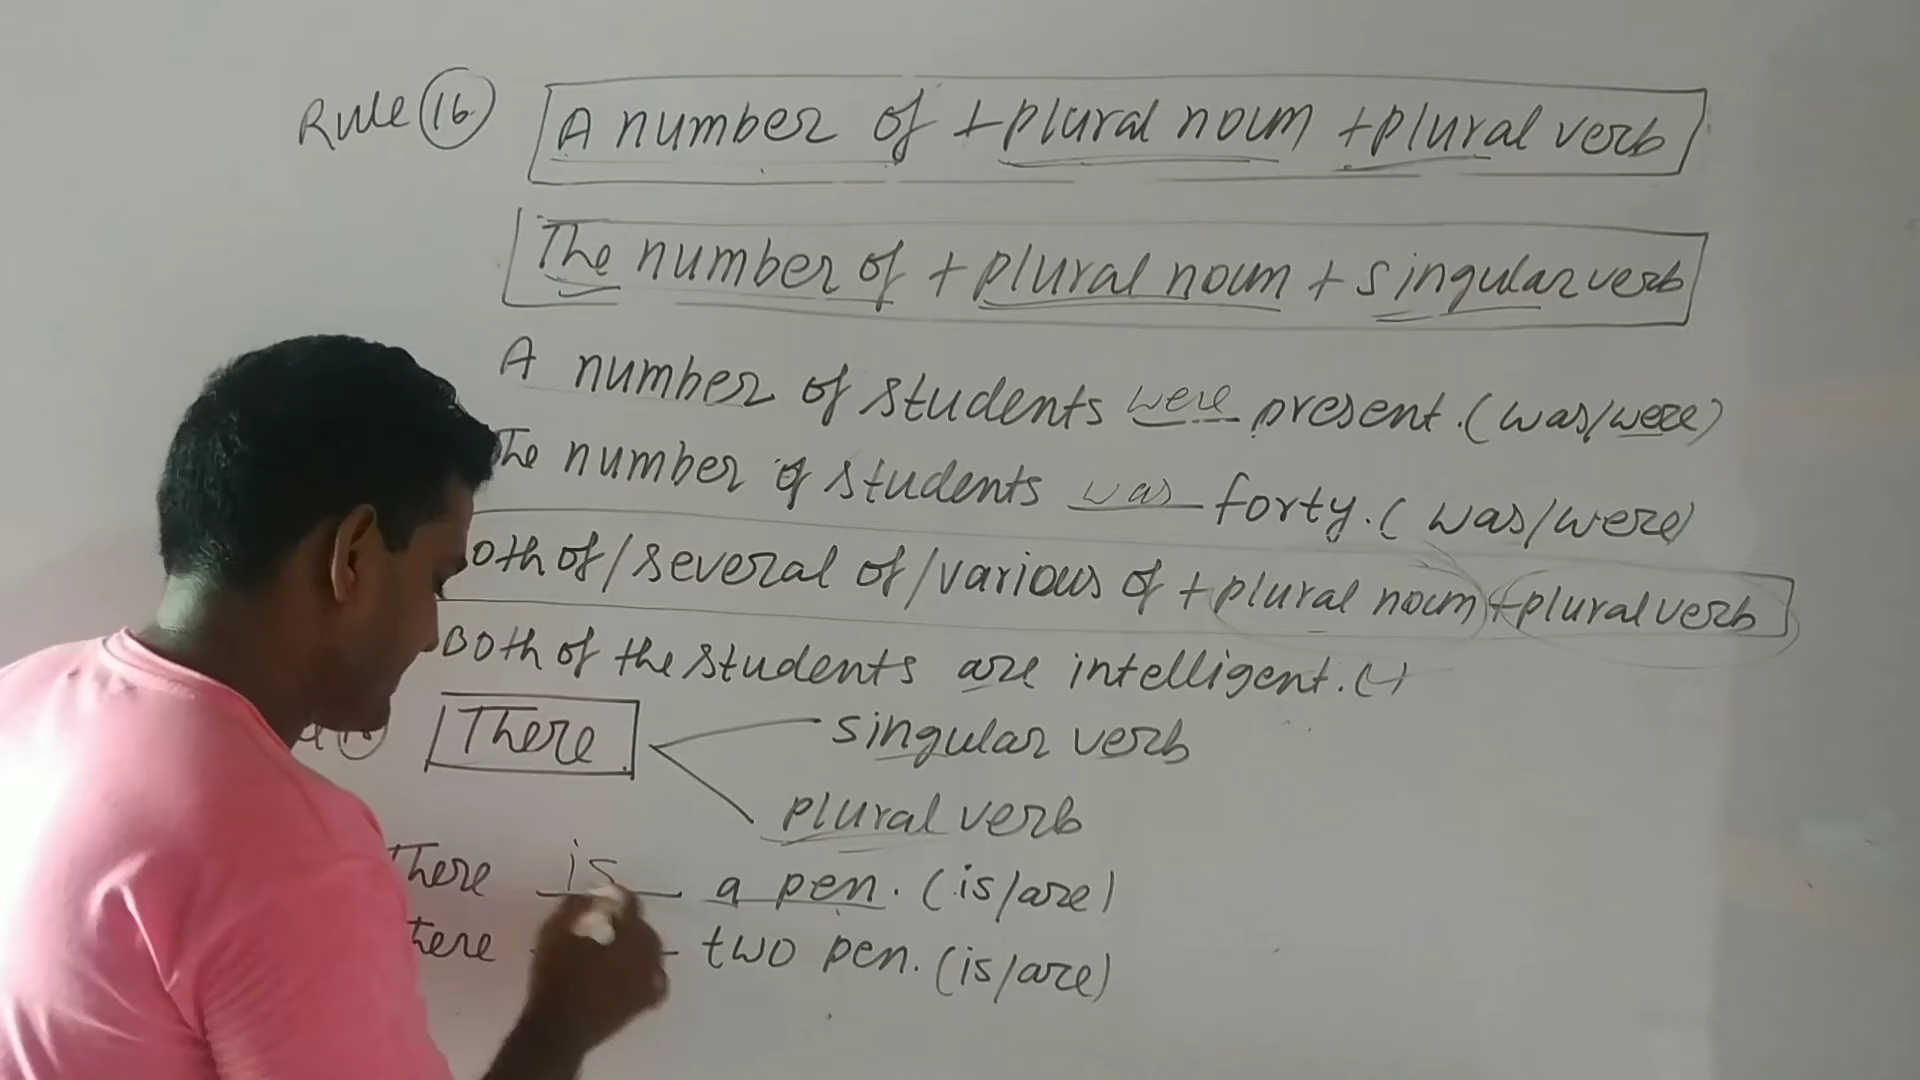 Rule 16 A number of + plural noun + plural verb
The number of + plural noun + singular verb
A number of students were present. (was/were)
The number of students was forty. (was/were)
oth of/several of/various of + plural noun + plural verb
Both of the students are intelligent. (-)
There singular verb
plural verb
There is a pen. (is/are)
There two pen. (is/are)